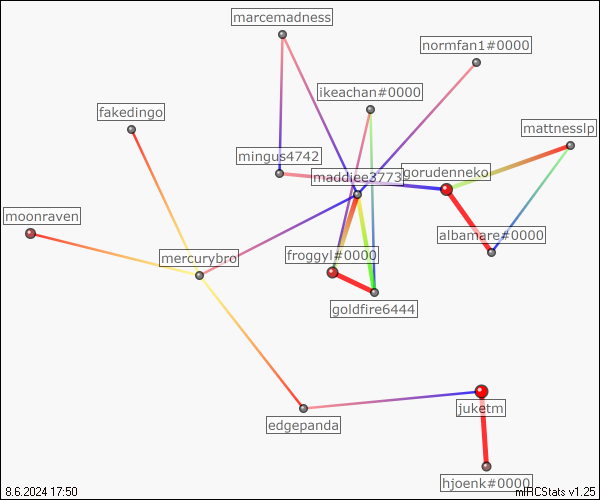 marcemadness
normfan1#0000
ikeachan#0000
fakedingo
mattnesslp
mingus4742
maddiee3773
gorudenneko
moonraven
albamare#0000
mercurybro
froggyl#0000
goldfire6444
juketm
edgepanda
hjoenk#0000
8.6.2024 17:50
mIRCStats v1.25